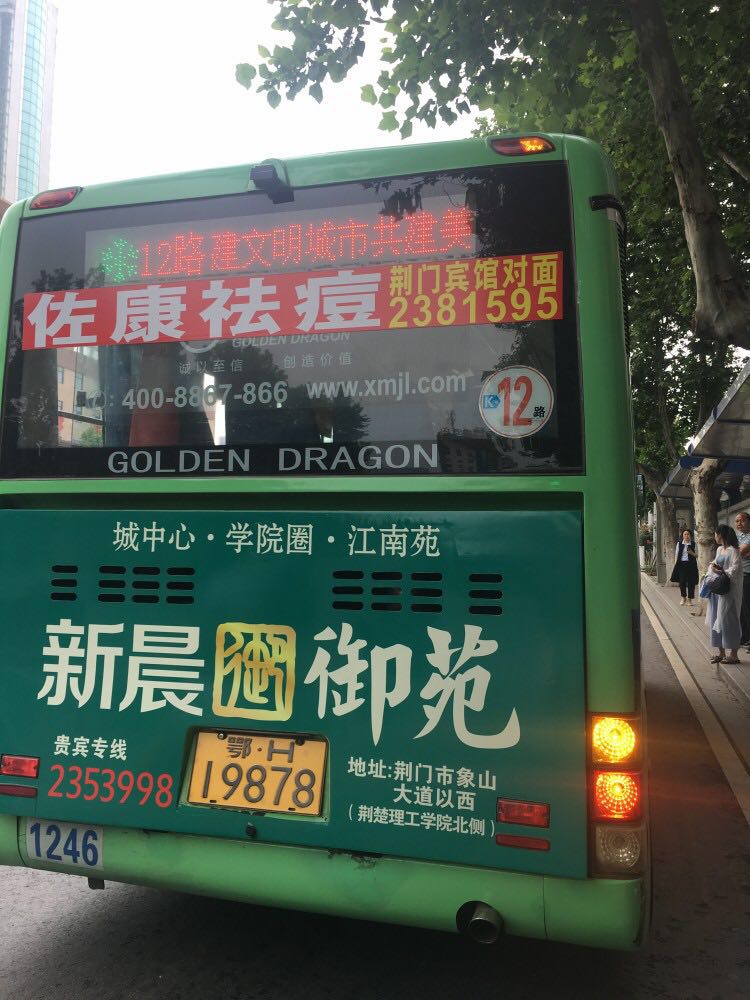 12路 建文明城市共建美
佐康祛痘
荆门宾馆对面
2381595
GOLDEN DRAGON
诚以至信 创造价值
400-8867-866 www.xmjl.com
K 12路
GOLDEN DRAGON
城中心·学院圈·江南苑
新晨 御 御苑
贵宾专线
2353998
鄂·H
19878
地址:荆门市象山
大道以西
(荆楚理工学院北侧)
1246